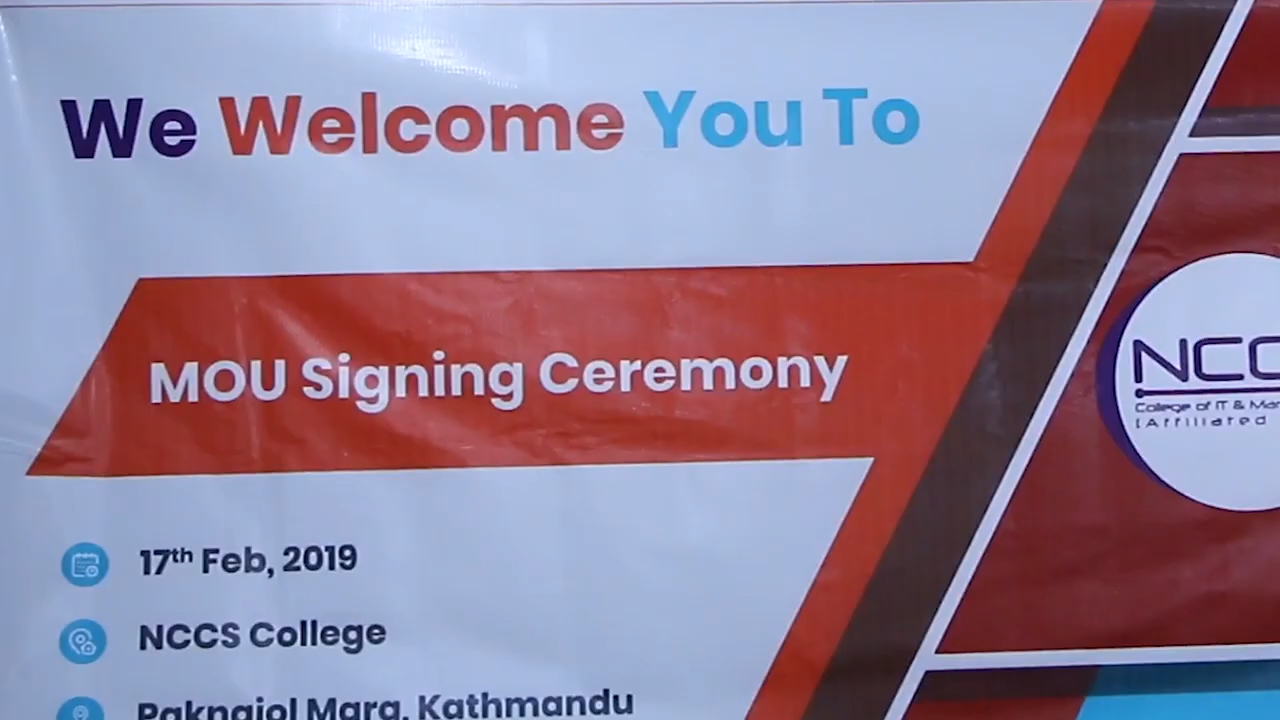 We Welcome You To
MOU Signing Ceremony
NCC
College of IT & Mar
[Affiliated
17th Feb, 2019
NCCS College
Paknajol Marg, Kathmandu